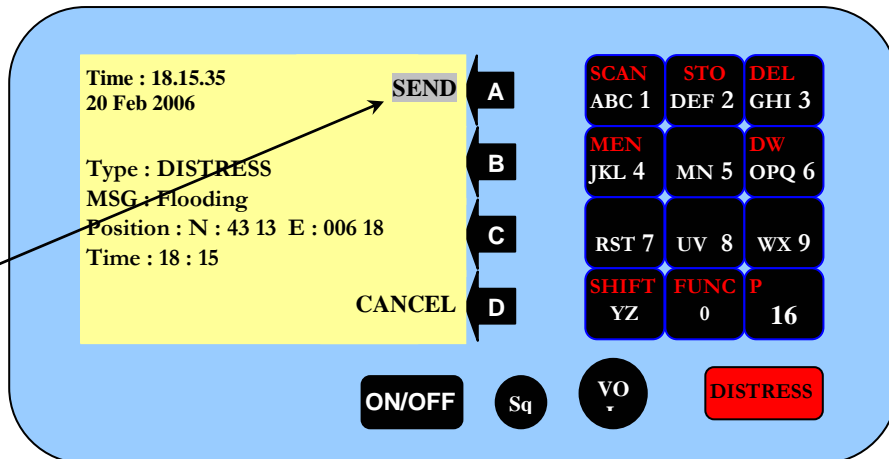 Time : 18.15.35
20 Feb 2006
SEND
A
B
Type : DISTRESS
MSG : Flooding
Position : N : 43 13 E : 006 18
C
Time : 18 : 15
CANCEL
D
SCAN STO DEL
ABC 1 DEF 2 GHI 3
MEN DW
JKL 4 MN 5 OPQ 6
RST 7 UV 8 WX 9
SHIFT FUNC P
YZ 0 16
ON/OFF
Sq
VO
DISTRESS